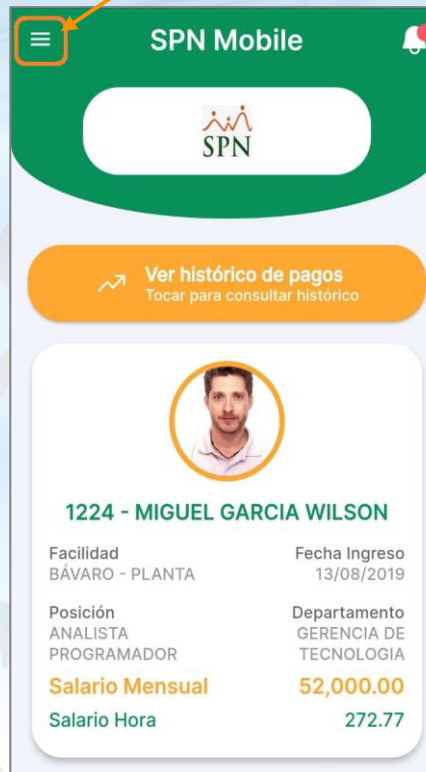 SPN Mobile
SPN
Ver histórico de pagos
Tocar para consultar histórico
1224 - MIGUEL GARCIA WILSON
Facilidad Fecha Ingreso
BÁVARO - PLANTA 13/08/2019
Posición Departamento
ANALISTA GERENCIA DE
PROGRAMADOR TECNOLOGIA
Salario Mensual 52,000.00
Salario Hora 272.77